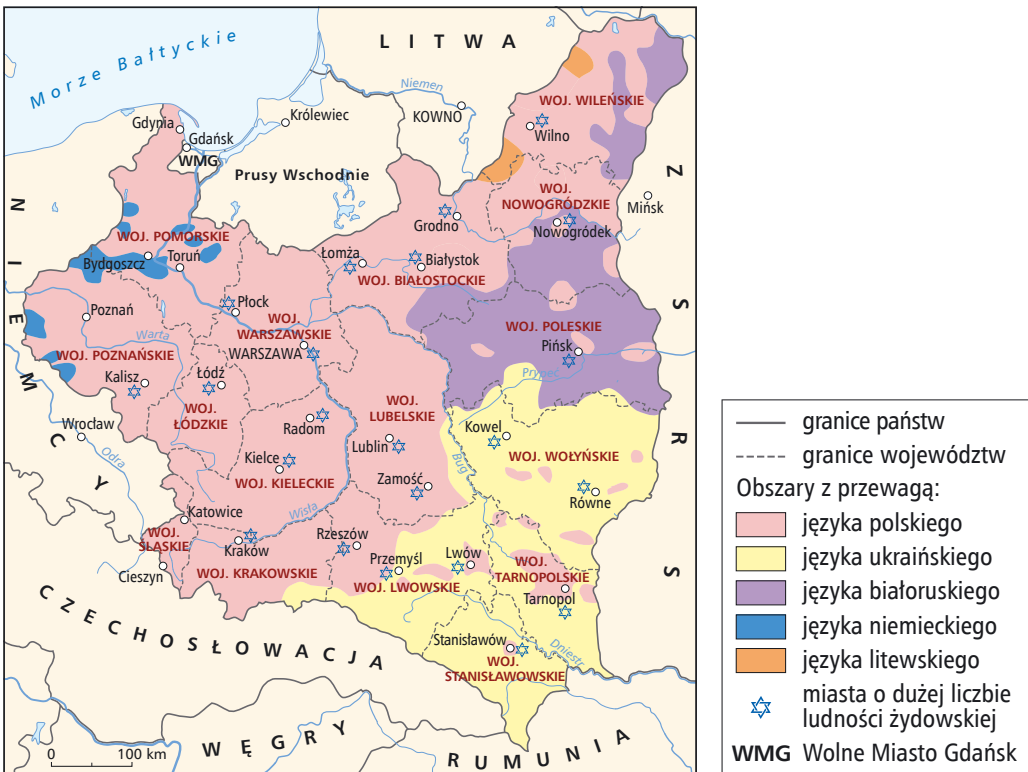 LITWA
Morze Bałtyckie
Niemen
WOJ. WILEŃSKIE
Gdynia
Królewiec
KOWNO
Wilno
Gdańsk
WMG
Prusy Wschodnie
Z S R S
NIEMCY
WOJ.
NOWOGRÓDZKIE
Mińsk
Grodno
Nowogródek
WOJ. POMORSKIE
Bydgoszcz
Toruń
Łomża
Białystok
WOJ. BIAŁOSTOCKIE
Poznań
Płock
WOJ.
WARSZAWSKIE
WARSZAWA
WOJ. POLESKIE
Pińsk
Prypeć
Warta
WOJ. POZNAŃSKIE
Kalisz
Łódź
WOJ.
ŁÓDZKIE
WOJ.
LUBELSKIE
Radom
Lublin
Kowel
WOJ. WOŁYŃSKIE
Wrocław
Odra
Kielce
WOJ. KIELECKIE
Zamość
Bug
Równe
Katowice
Wisła
WOJ.
ŚLĄSKIE
Kraków
Rzeszów
Przemyśl
Lwów
WOJ.
TARNOPOLSKIE
Cieszyn
WOJ. KRAKOWSKIE
WOJ. LWOWSKIE
Tarnopol
CZECHOSŁOWACJA
Stanisławów
Dniestr
WOJ.
STANISŁAWOWSKIE
WĘGRY
RUMUNIA
0 100 km
granice państw
granice województw
Obszary z przewagą:
języka polskiego
języka ukraińskiego
języka białoruskiego
języka niemieckiego
języka litewskiego
miasta o dużej liczbie
ludności żydowskiej
WMG Wolne Miasto Gdańsk